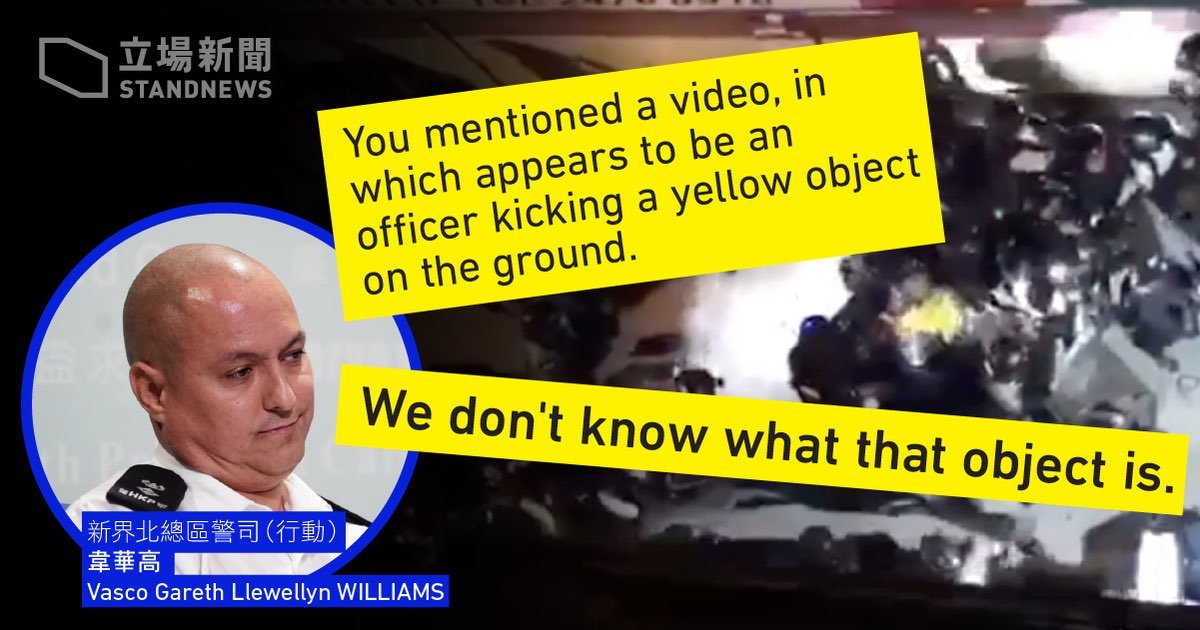 立場新聞
STANDNEWS
You mentioned a video, in
which appears to be an
officer kicking a yellow object
on the ground.
We don't know what that object is.
HKP
新界北總區警司（行動）
韋華高
Vasco Gareth Llewellyn WILLIAMS